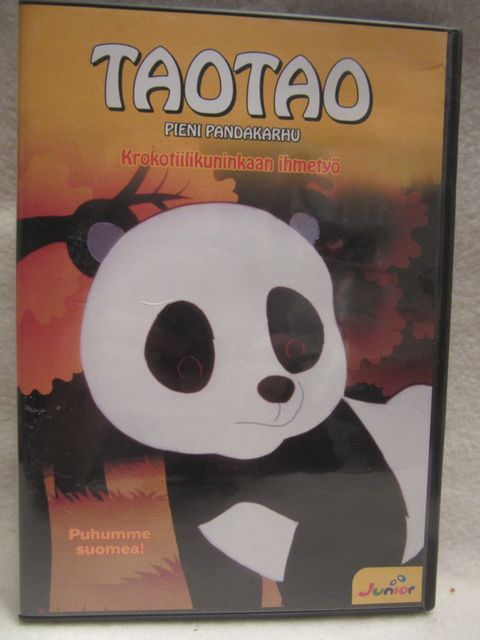 TAOTAO
PIENI PANDAKARHU
Krokotiilikuninkaan ihmetyö
Puhumme
suomea!
Junior